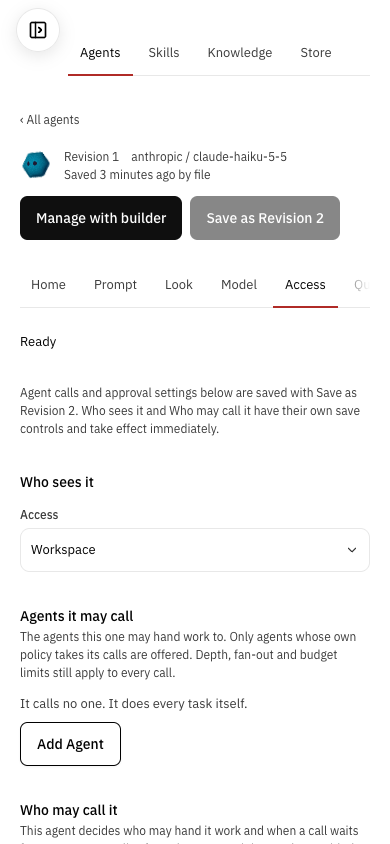 Agents Skills Knowledge Store
‹ All agents
Revision 1 anthropic / claude-haiku-5-5
Saved 3 minutes ago by file
Manage with builder Save as Revision 2
Home Prompt Look Model Access
Ready
Agent calls and approval settings below are saved with Save as
Revision 2. Who sees it and Who may call it have their own save
controls and take effect immediately.
Who sees it
Access
Workspace
Agents it may call
The agents this one may hand work to. Only agents whose own
policy takes its calls are offered. Depth, fan-out and budget
limits still apply to every call.
It calls no one. It does every task itself.
Add Agent
Who may call it
This agent decides who may hand it work and when a call waits